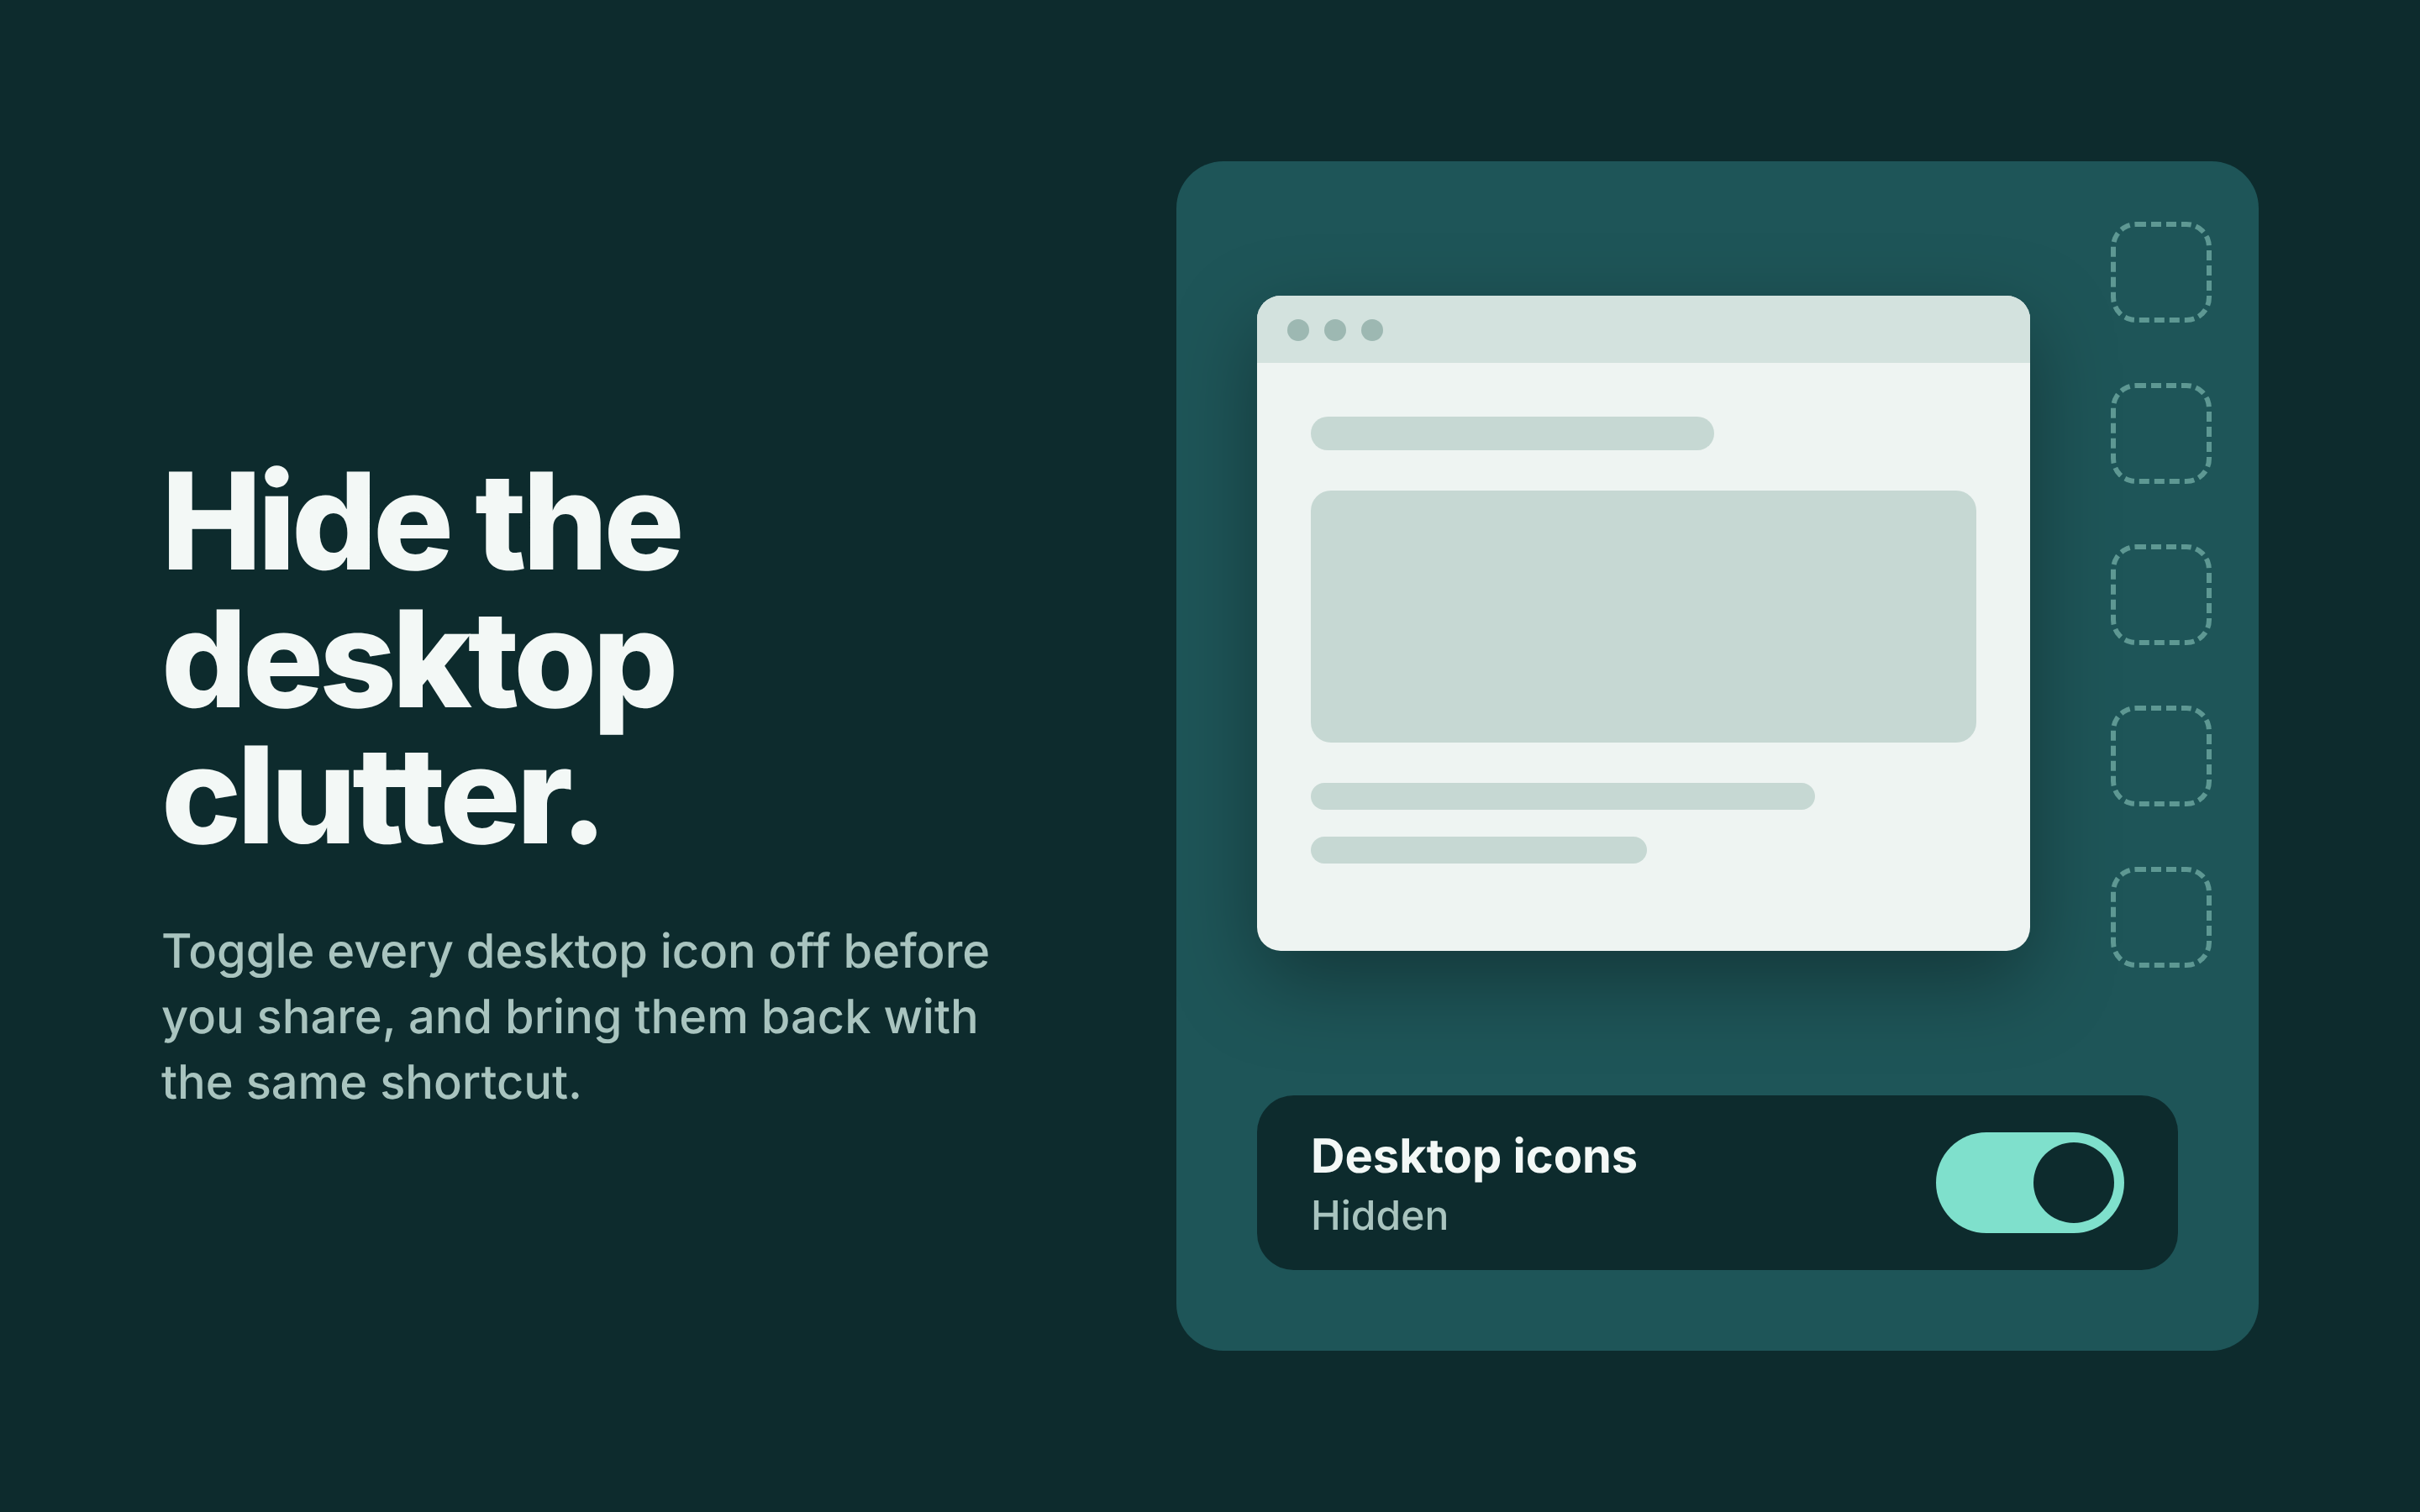 Hide the
desktop
clutter.
Toggle every desktop icon off before
you share, and bring them back with
the same shortcut.
Desktop icons
Hidden